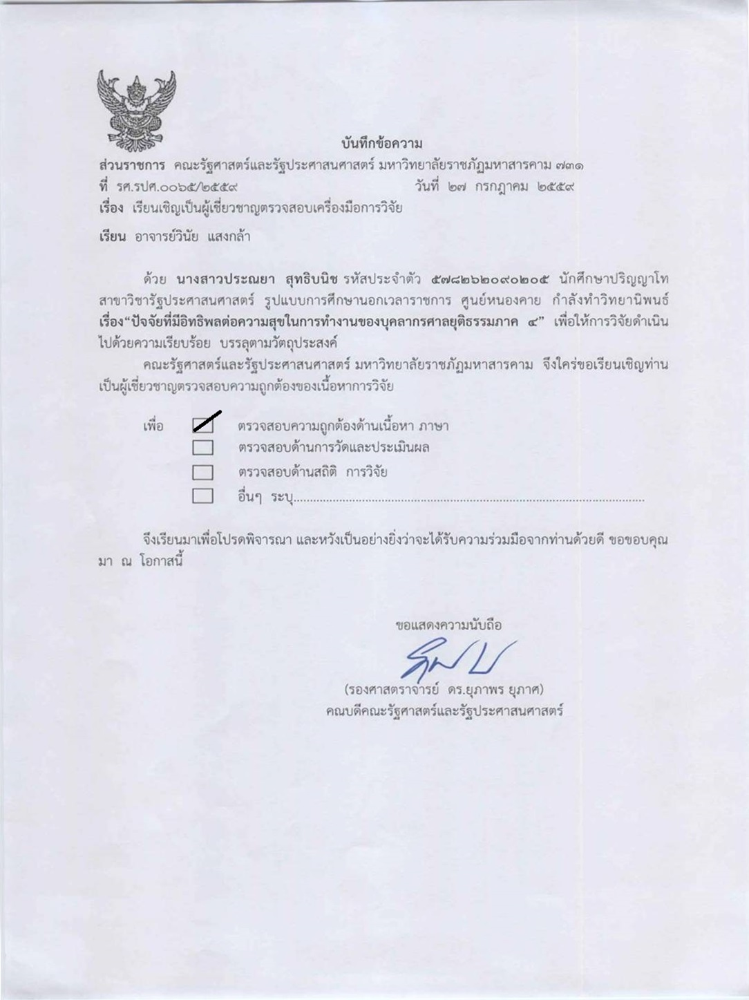 บันทึกข้อความ
ส่วนราชการ คณะรัฐศาสตร์และรัฐประศาสนศาสตร์ มหาวิทยาลัยราชภัฏมหาสารคาม ๗๓๑
ที่ รศ.รปศ.๐๐๖๕/๒๕๕๙ วันที่ ๒๗ กรกฎาคม ๒๕๕๙
เรื่อง เรียนเชิญเป็นผู้เชี่ยวชาญตรวจสอบเครื่องมือการวิจัย
เรียน อาจารย์วินัย แสงกล้า
ด้วย นางสาวประณยา สุทธิบนิช รหัสประจำตัว ๕๗๘๒๖๒๐๙๐๒๐๕ นักศึกษาปริญญาโท
สาขาวิชารัฐประศาสนศาสตร์ รูปแบบการศึกษานอกเวลาราชการ ศูนย์หนองคาย กำลังทำวิทยานิพนธ์
เรื่อง“ปัจจัยที่มีอิทธิพลต่อความสุขในการทำงานของบุคลากรศาลยุติธรรมภาค ๔” เพื่อให้การวิจัยดำเนิน
ไปด้วยความเรียบร้อย บรรลุตามวัตถุประสงค์
คณะรัฐศาสตร์และรัฐประศาสนศาสตร์ มหาวิทยาลัยราชภัฏมหาสารคาม จึงใคร่ขอเรียนเชิญท่าน
เป็นผู้เชี่ยวชาญตรวจสอบความถูกต้องของเนื้อหาการวิจัย
เพื่อ ตรวจสอบความถูกต้องด้านเนื้อหา ภาษา
ตรวจสอบด้านการวัดและประเมินผล
ตรวจสอบด้านสถิติ การวิจัย
อื่นๆ ระบุ.......................................................................................................
จึงเรียนมาเพื่อโปรดพิจารณา และหวังเป็นอย่างยิ่งว่าจะได้รับความร่วมมือจากท่านด้วยดี ขอขอบคุณ
มา ณ โอกาสนี้
ขอแสดงความนับถือ
(รองศาสตราจารย์ ดร.ยุภาพร ยุภาศ)
คณบดีคณะรัฐศาสตร์และรัฐประศาสนศาสตร์